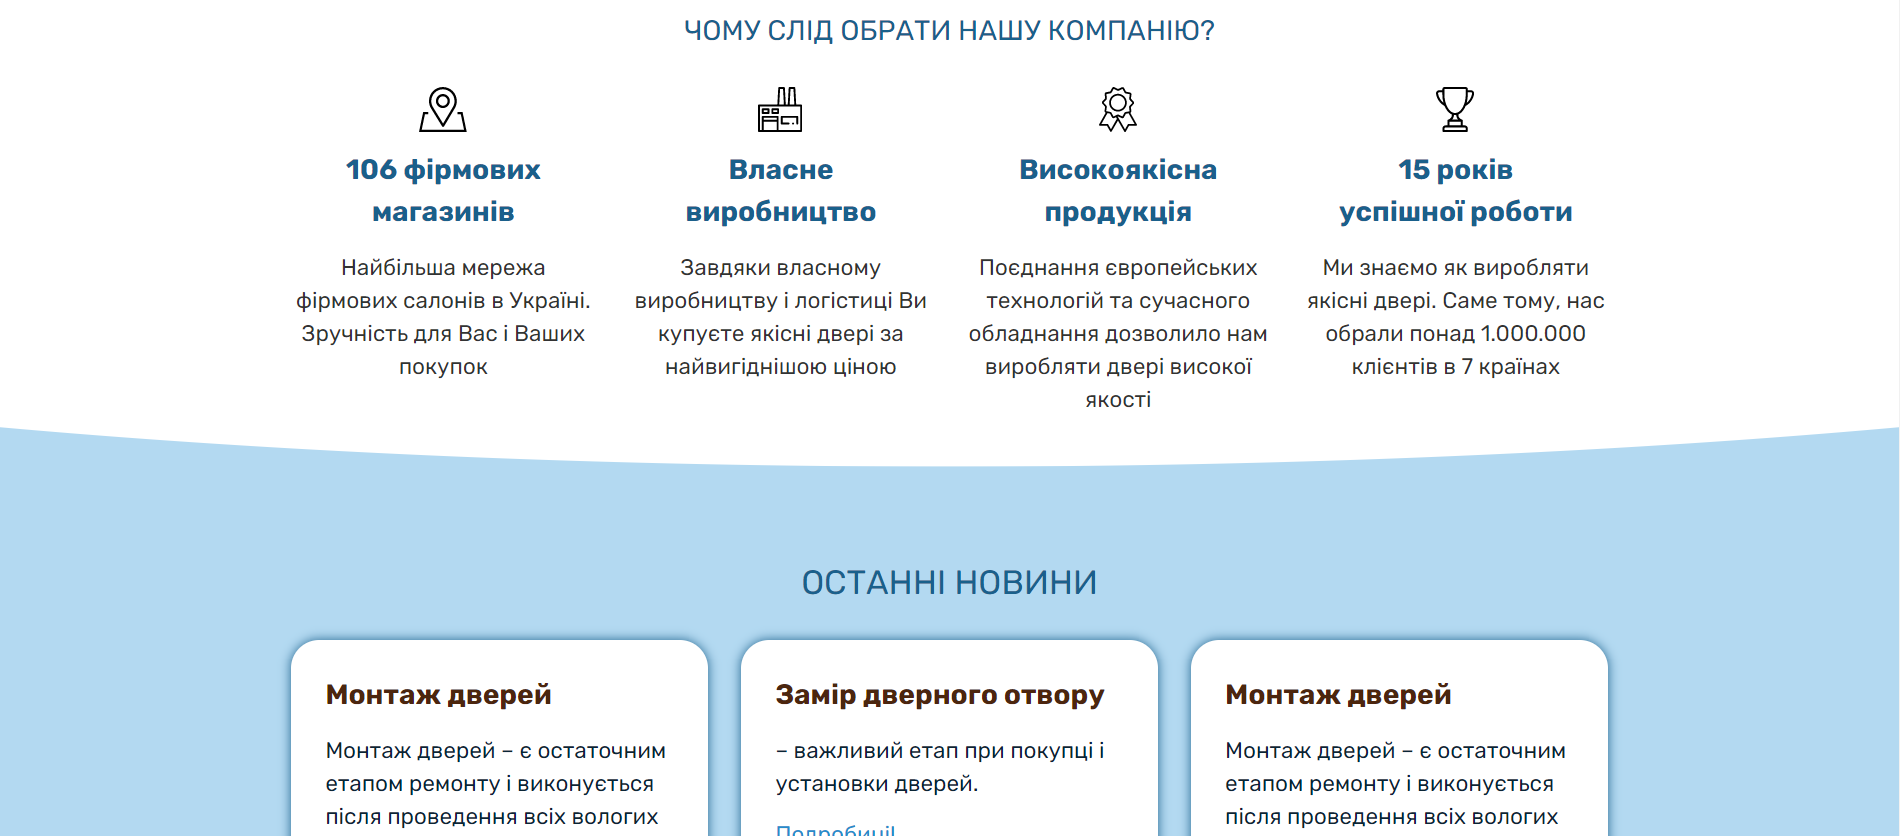 ЧОМУ СЛІД ОБРАТИ НАШУ КОМПАНІЮ?
106 фірмових
магазинів
Найбільша мережа
фірмових салонів в Україні.
Зручність для Вас і Ваших
покупок
Власне
виробництво
Завдяки власному
виробництву і логістиці Ви
купуєте якісні двері за
найвигіднішою ціною
Високоякісна
продукція
Поєднання європейських
технологій та сучасного
обладнання дозволило нам
виробляти двері високої
якості
15 років
успішної роботи
Ми знаємо як виробляти
якісні двері. Саме тому, нас
обрали понад 1.000.000
клієнтів в 7 країнах
ОСТАННІ НОВИНИ
Монтаж дверей
Монтаж дверей – є остаточним
етапом ремонту і виконується
після проведення всіх вологих
Замір дверного отвору
– важливий етап при покупці і
установки дверей.
Подробиці!
Монтаж дверей
Монтаж дверей – є остаточним
етапом ремонту і виконується
після проведення всіх вологих